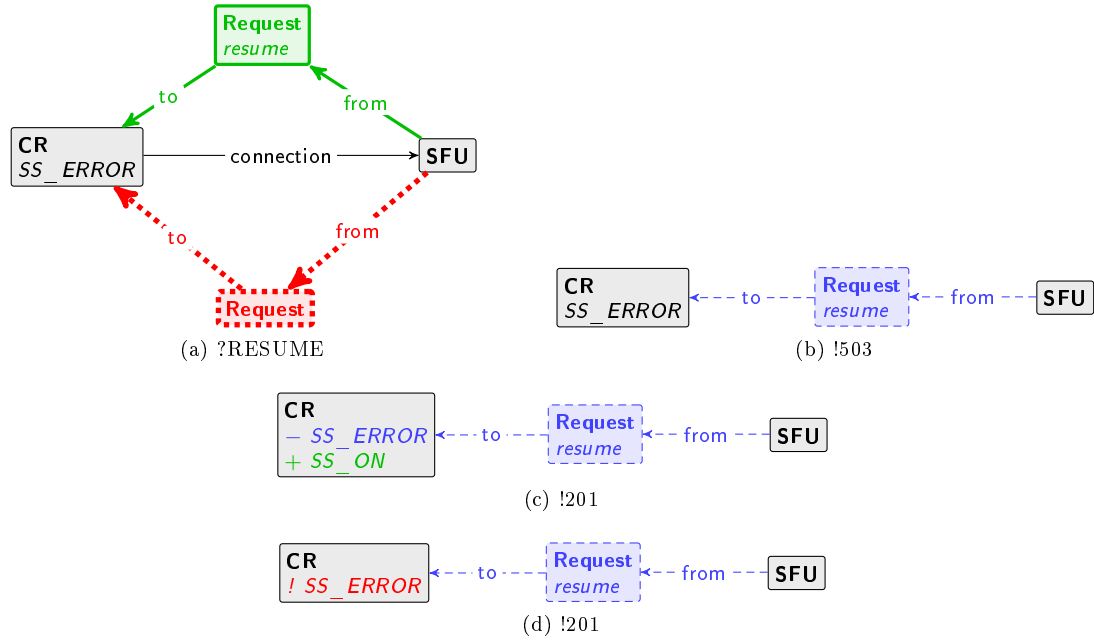 Request
resume
to
from
CR
SS_ERROR
connection
SFU
to
from
Request
(a) ?RESUME
CR
SS_ERROR
to
Request
resume
from
SFU
(b) !503
CR
− SS_ERROR
+ SS_ON
to
Request
resume
from
SFU
(c) !201
CR
! SS_ERROR
to
Request
resume
from
SFU
(d) !201